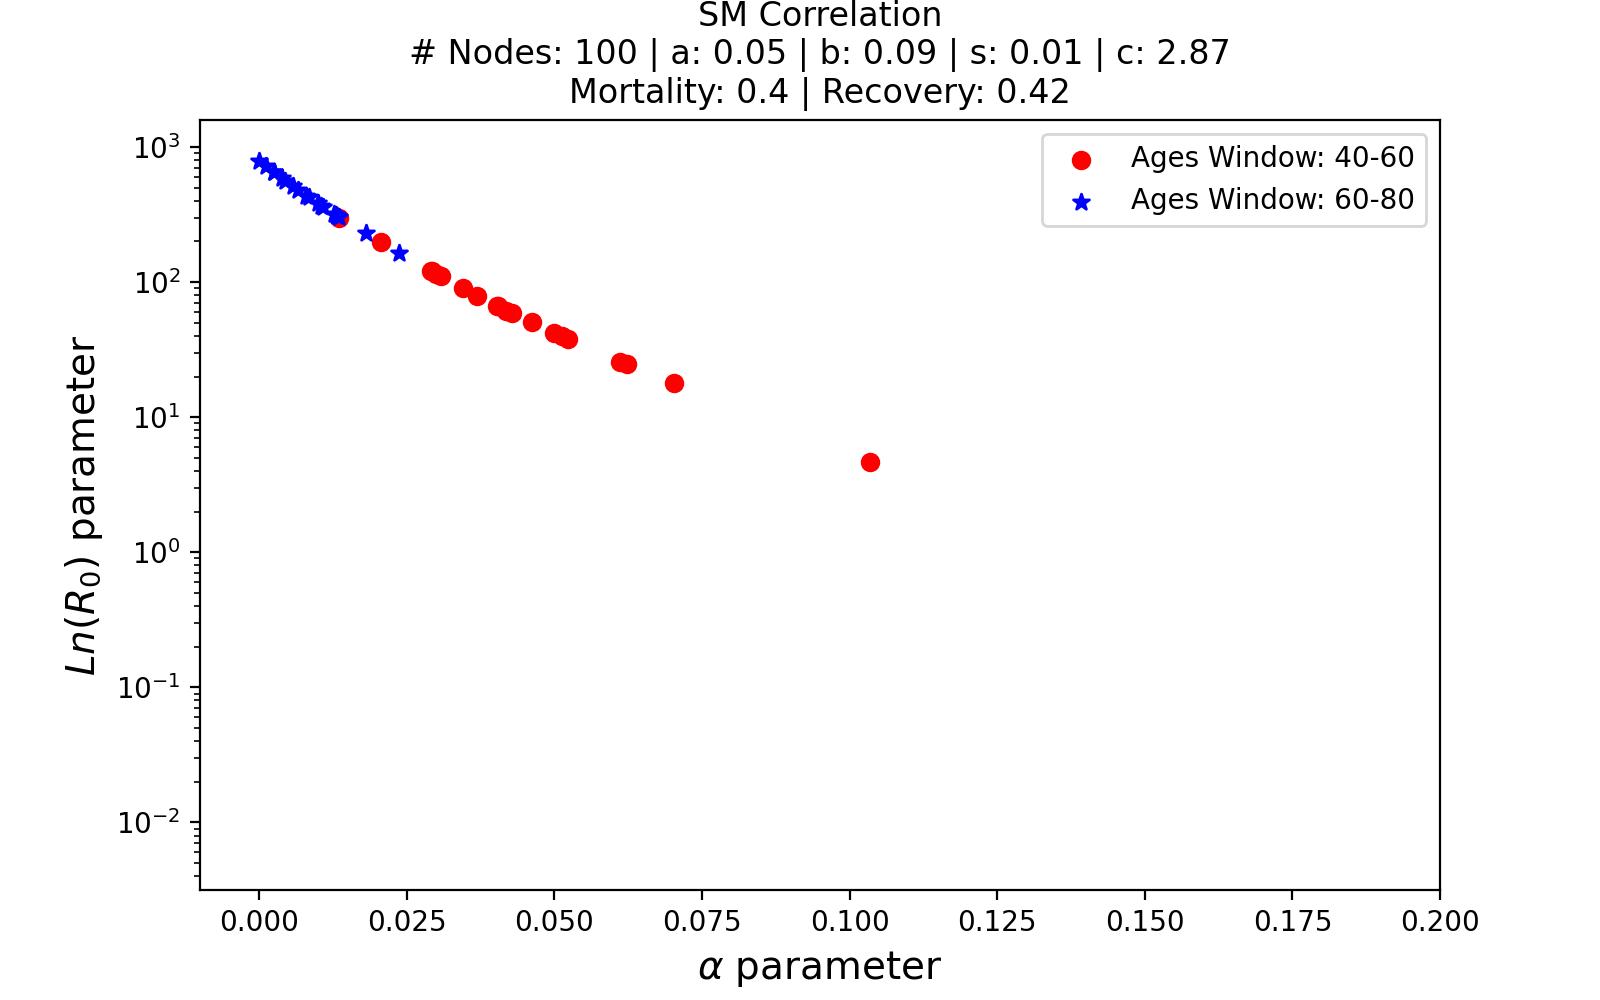 SM Correlation
# Nodes: 100 | a: 0.05 | b: 0.09 | s: 0.01 | c: 2.87
Mortality: 0.4 | Recovery: 0.42
Ages Window: 40-60
Ages Window: 60-80
Ln(R₀) parameter
10³
10²
10¹
10⁰
10⁻¹
10⁻²
0.000 0.025 0.050 0.075 0.100 0.125 0.150 0.175 0.200
α parameter